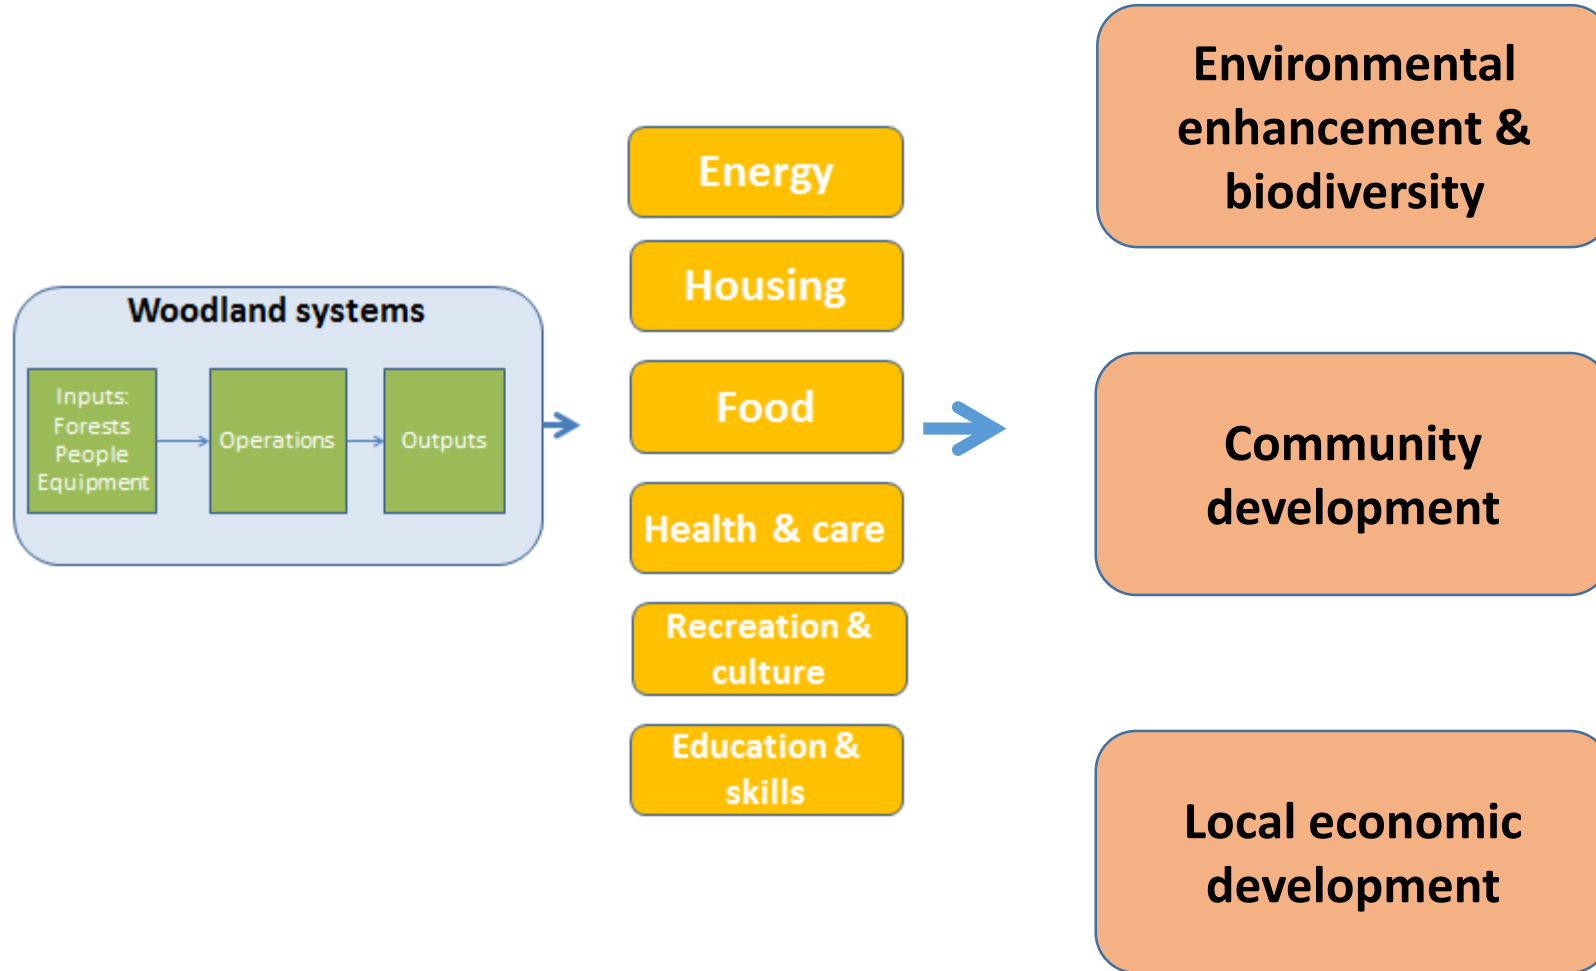 Woodland systems
Inputs:
Forests
People
Equipment
Operations
Outputs
Energy
Housing
Food
Health & care
Recreation &
culture
Education &
skills
Environmental
enhancement &
biodiversity
Community
development
Local economic
development